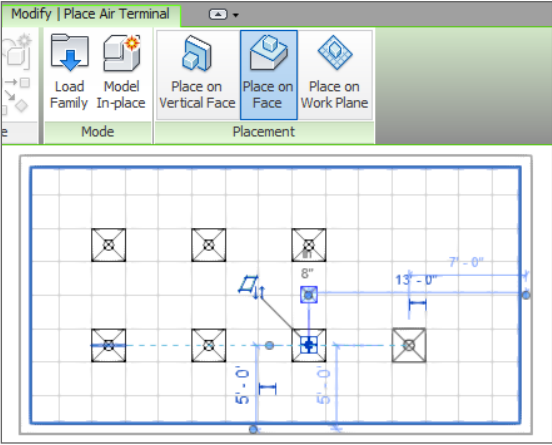 Modify | Place Air Terminal
Load
Family
Model
In-place
Place on
Vertical Face
Place on
Face
Place on
Work Plane
e
Mode
Placement
in
8"
7' - 0"
13' - 0"
5' - 0'
5' - 0"